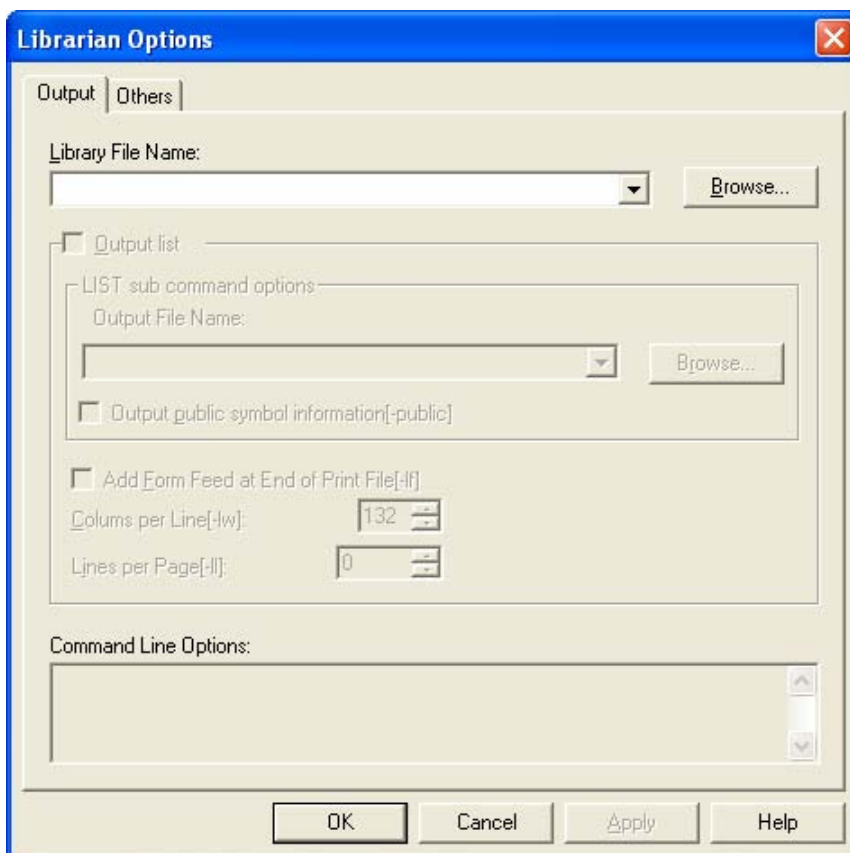 Librarian Options
Output Others
Library File Name:
Browse...
Output list
LIST sub command options
Output File Name:
Browse...
Output public symbol information[-public]
Add Form Feed at End of Print File[-lf]
Colums per Line[-lw]: 132
Lines per Page[-ll]: 0
Command Line Options:
OK Cancel Apply Help